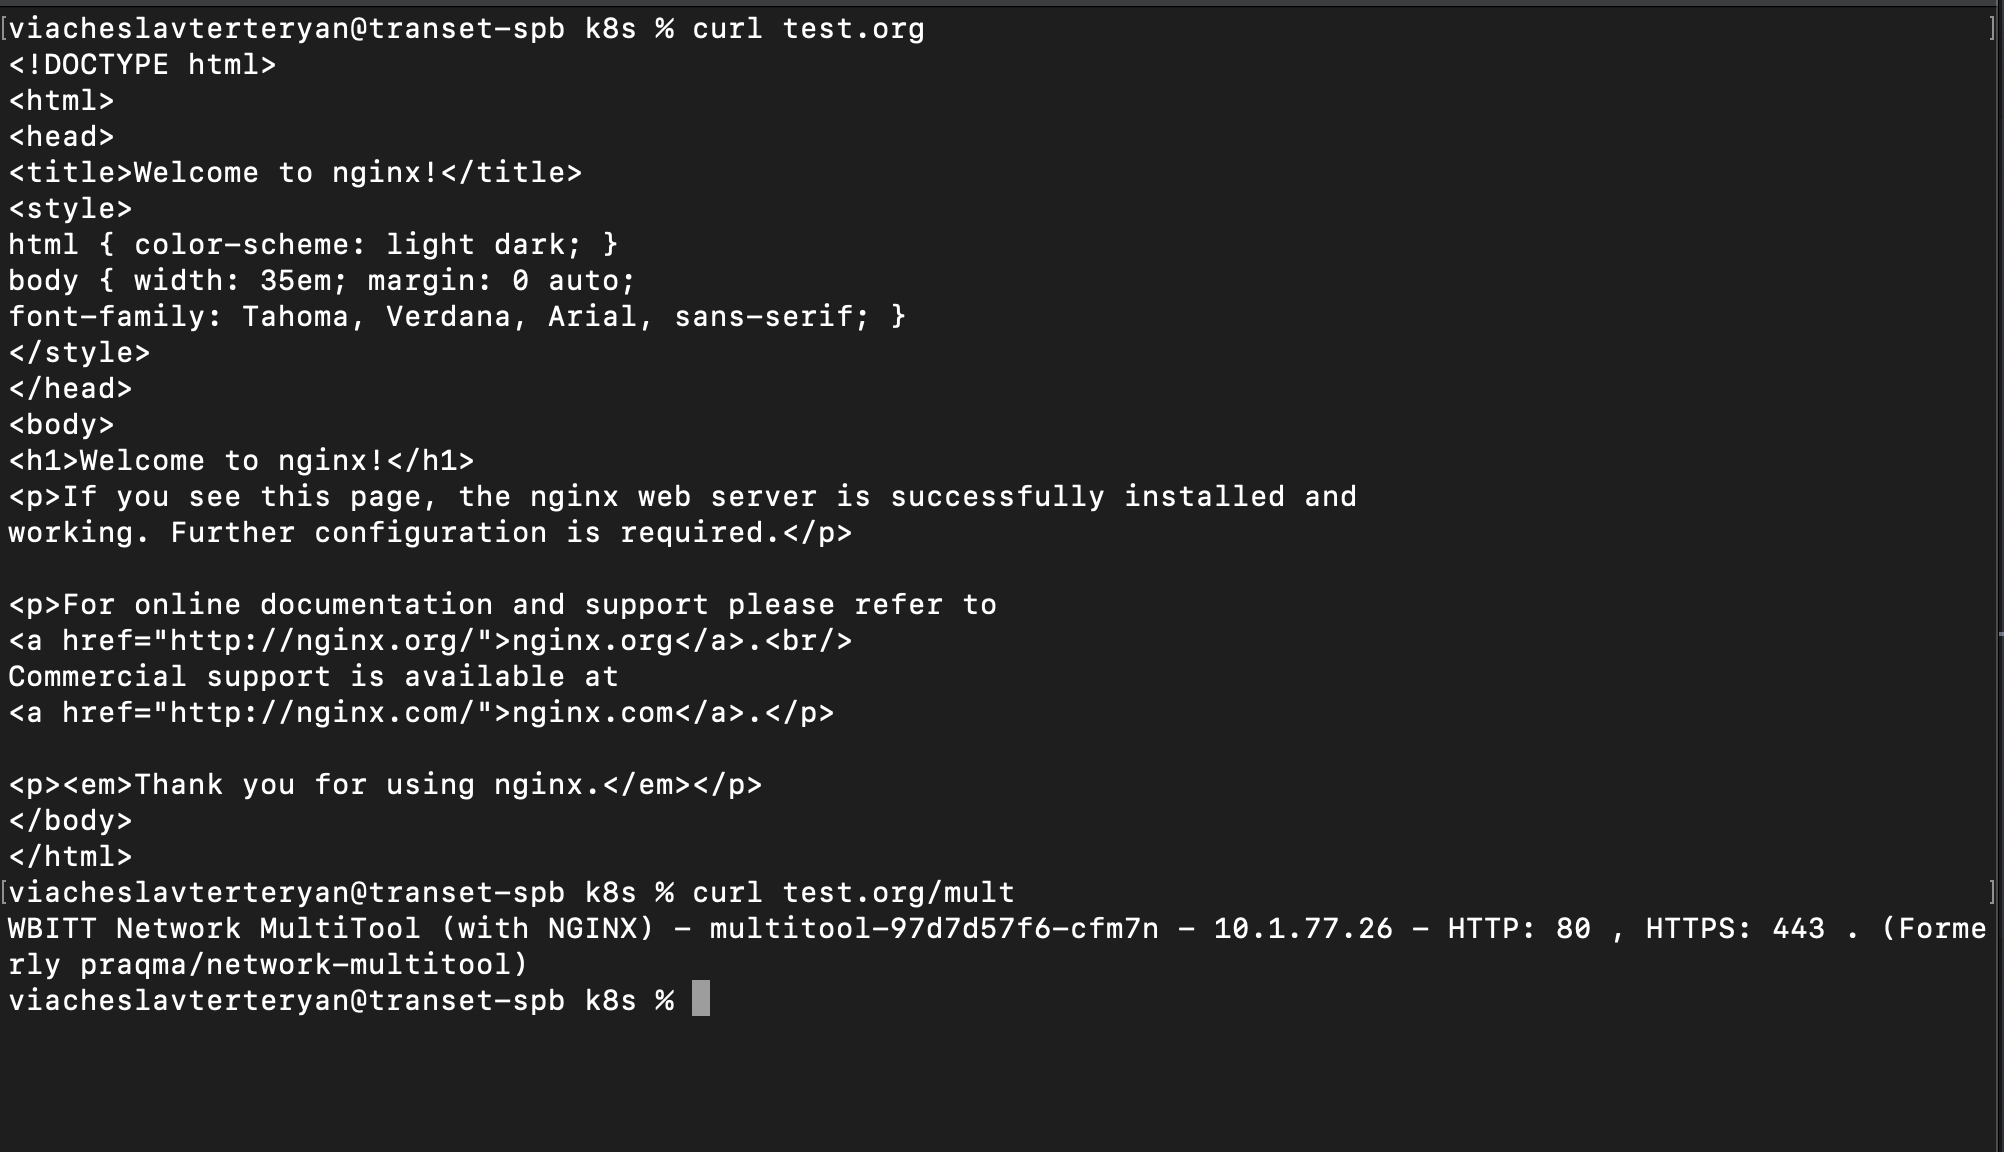 [viacheslavterteryan@transet-spb k8s % curl test.org ]
<!DOCTYPE html>
<html>
<head>
<title>Welcome to nginx!</title>
<style>
html { color-scheme: light dark; }
body { width: 35em; margin: 0 auto;
font-family: Tahoma, Verdana, Arial, sans-serif; }
</style>
</head>
<body>
<h1>Welcome to nginx!</h1>
<p>If you see this page, the nginx web server is successfully installed and
working. Further configuration is required.</p>

<p>For online documentation and support please refer to
<a href="http://nginx.org/">nginx.org</a>.<br/>
Commercial support is available at
<a href="http://nginx.com/">nginx.com</a>.</p>

<p><em>Thank you for using nginx.</em></p>
</body>
</html>
[viacheslavterteryan@transet-spb k8s % curl test.org/mult ]
WBITT Network MultiTool (with NGINX) - multitool-97d7d57f6-cfm7n - 10.1.77.26 - HTTP: 80 , HTTPS: 443 . (Forme
rly praqma/network-multitool)
viacheslavterteryan@transet-spb k8s %